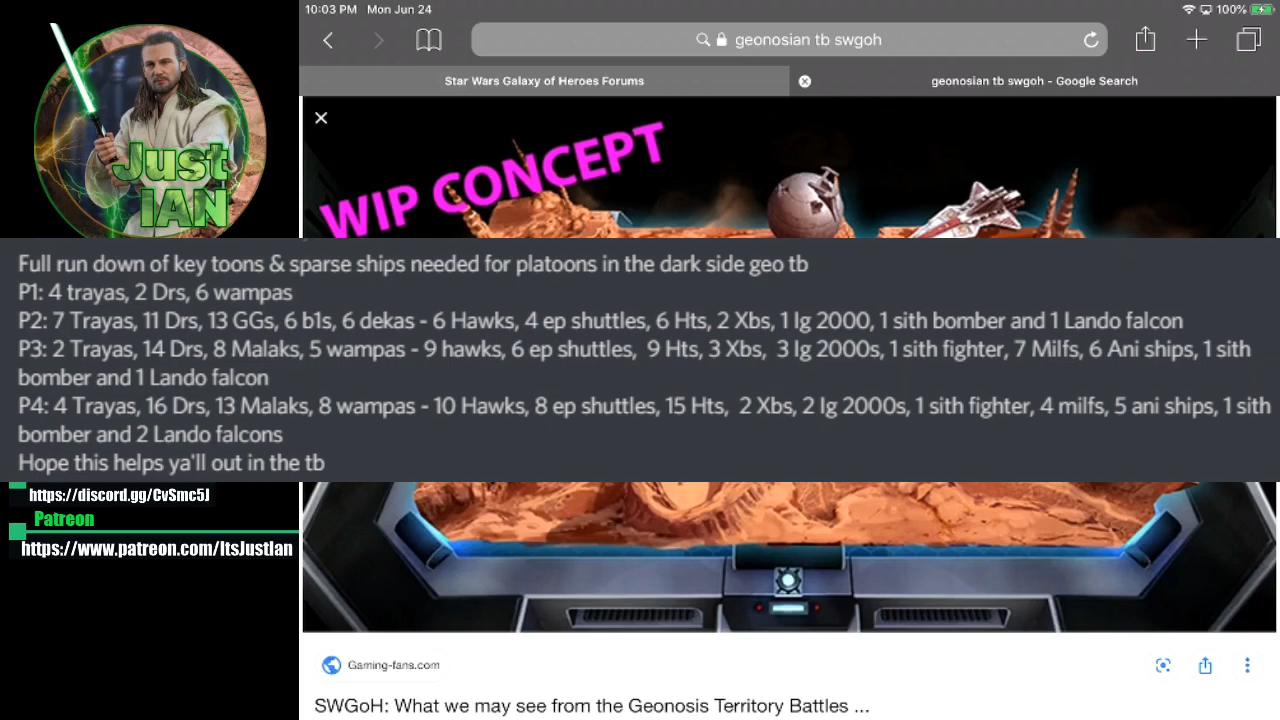 10:03 PM Mon Jun 24
100%
geonosian tb swgoh
Star Wars Galaxy of Heroes Forums
geonosian tb swgoh - Google Search
Just
IAN
WIP CONCEPT
Full run down of key toons & sparse ships needed for platoons in the dark side geo tb
P1: 4 trayas, 2 Drs, 6 wampas
P2: 7 Trayas, 11 Drs, 13 GGs, 6 b1s, 6 dekas - 6 Hawks, 4 ep shuttles, 6 Hts, 2 Xbs, 1 Ig 2000, 1 sith bomber and 1 Lando falcon
P3: 2 Trayas, 14 Drs, 8 Malaks, 5 wampas - 9 hawks, 6 ep shuttles, 9 Hts, 3 Xbs, 3 Ig 2000s, 1 sith fighter, 7 Milfs, 6 Ani ships, 1 sith
bomber and 1 Lando falcon
P4: 4 Trayas, 16 Drs, 13 Malaks, 8 wampas - 10 Hawks, 8 ep shuttles, 15 Hts, 2 Xbs, 2 Ig 2000s, 1 sith fighter, 4 milfs, 5 ani ships, 1 sith
bomber and 2 Lando falcons
Hope this helps ya'll out in the tb
https://discord.gg/CvSmc5J
Patreon
https://www.patreon.com/ItsJustIan
Gaming-fans.com
SWGoH: What we may see from the Geonosis Territory Battles ...